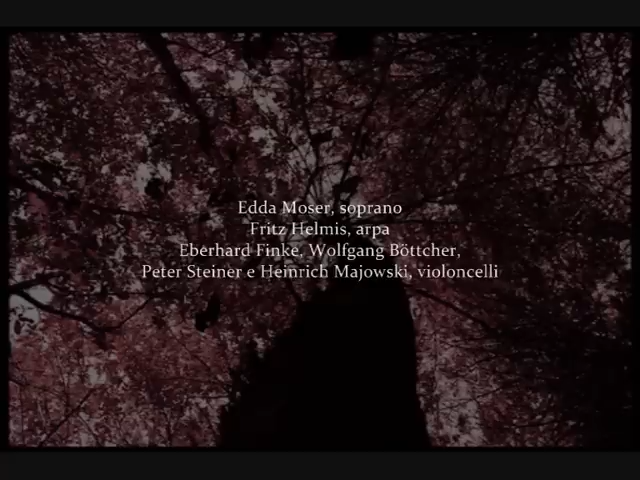 Edda Moser, soprano
Fritz Helmis, arpa
Eberhard Finke, Wolfgang Böttcher,
Peter Steiner e Heinrich Majowski, violoncelli